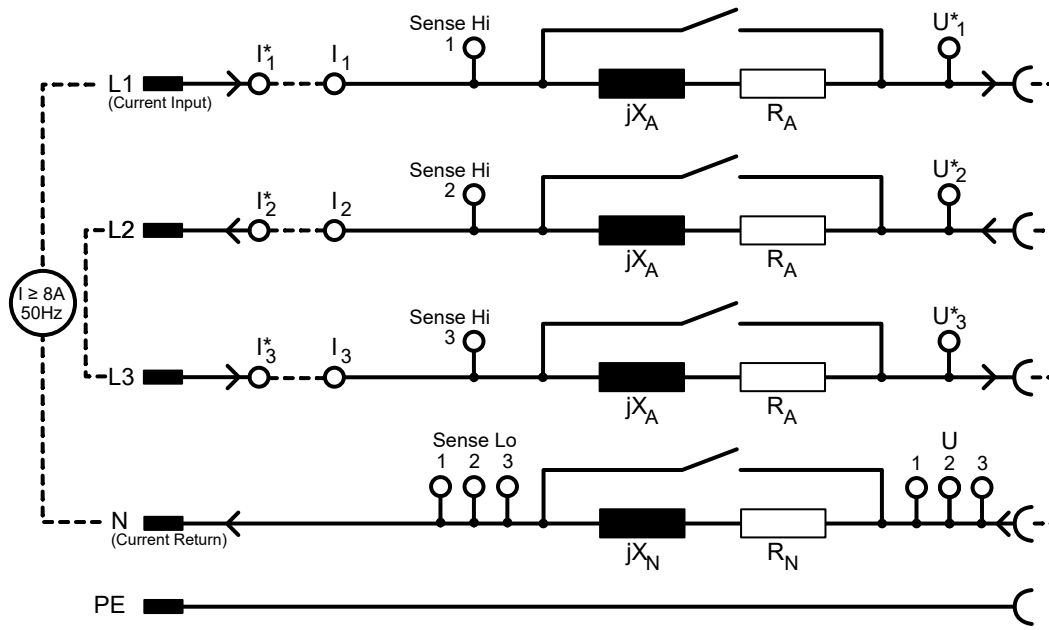 Sense Hi
1
U*1
I*1
I1
L1
(Current Input)
jXA
RA
Sense Hi
2
U*2
I*2
I2
L2
jXA
RA
I ≥ 8A
50Hz
Sense Hi
3
U*3
I*3
I3
L3
jXA
RA
Sense Lo
1 2 3
U
1 2 3
N
(Current Return)
jXN
RN
PE